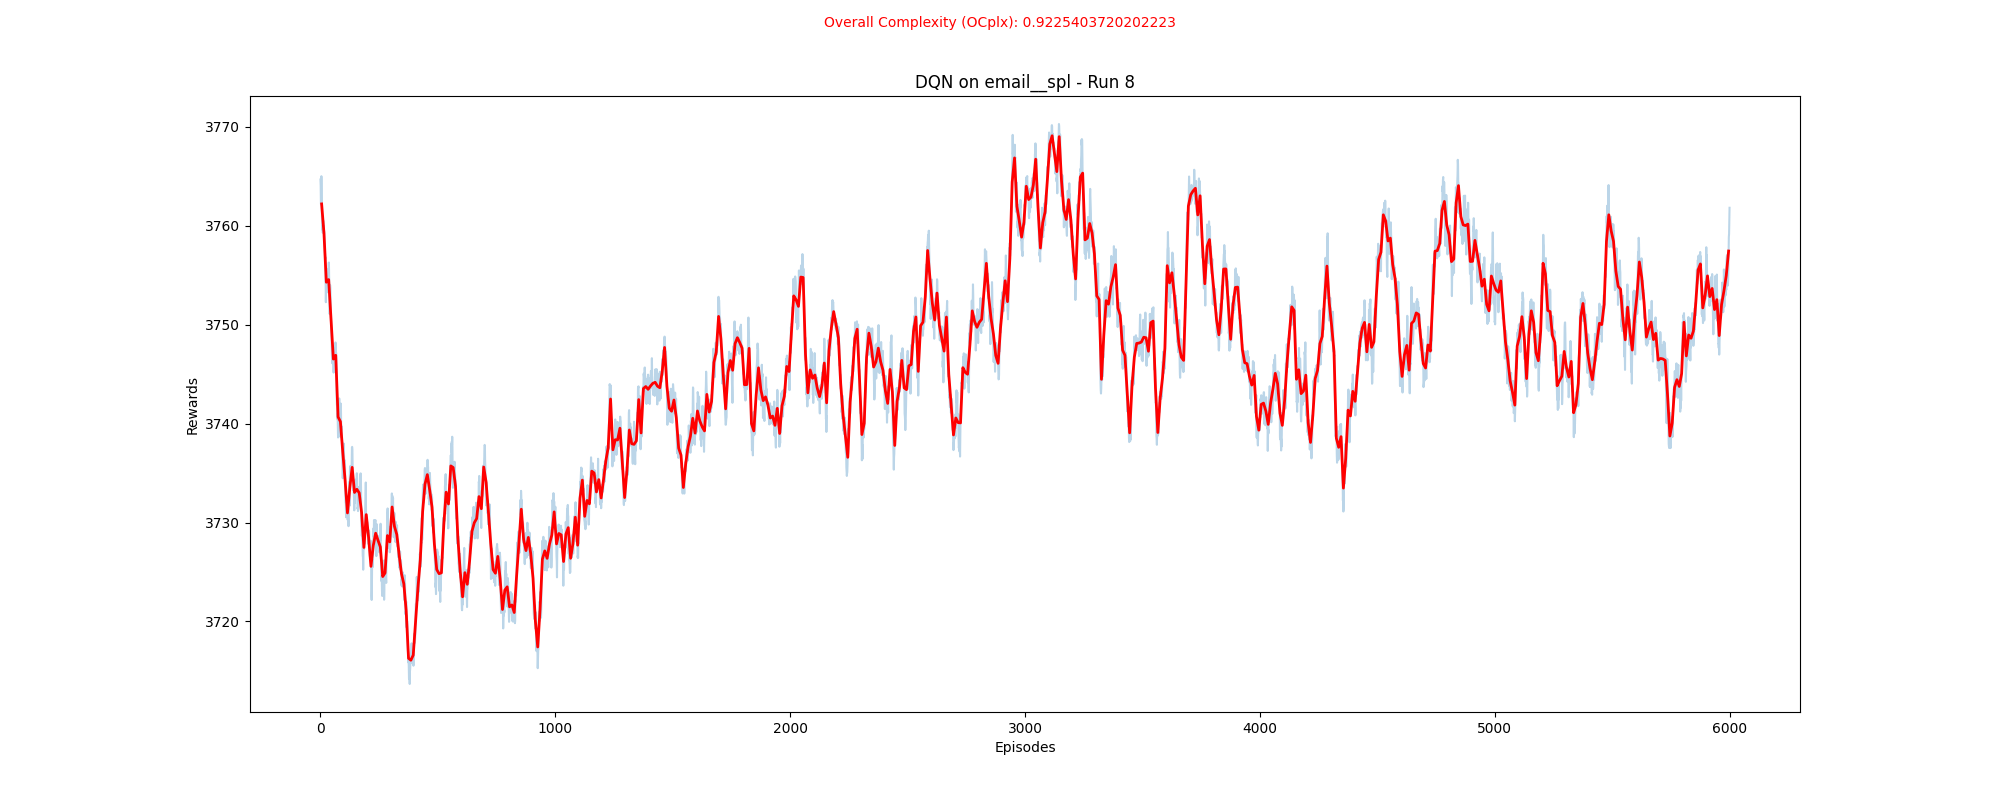 Overall Complexity (OCplx): 0.9225403720202223
DQN on email__spl - Run 8
3770
3760
3750
3740
3730
3720
Rewards
0 1000 2000 3000 4000 5000 6000
Episodes